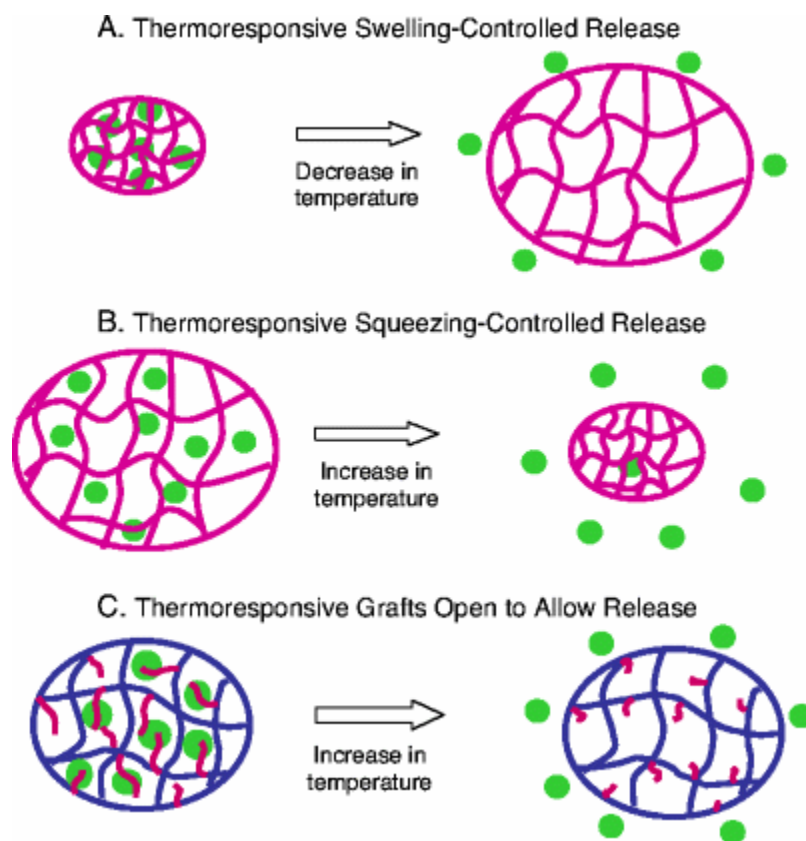 A. Thermoresponsive Swelling-Controlled Release
Decrease in
temperature
B. Thermoresponsive Squeezing-Controlled Release
Increase in
temperature
C. Thermoresponsive Grafts Open to Allow Release
Increase in
temperature